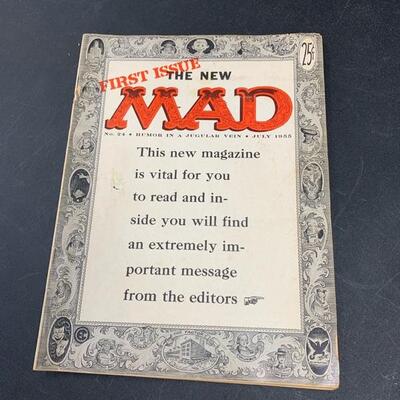 25¢
FIRST ISSUE
THE NEW
MAD
No. 24 • HUMOR IN A JUGULAR VEIN • JULY 1955
This new magazine
is vital for you
to read and in-
side you will find
an extremely im-
portant message
from the editors